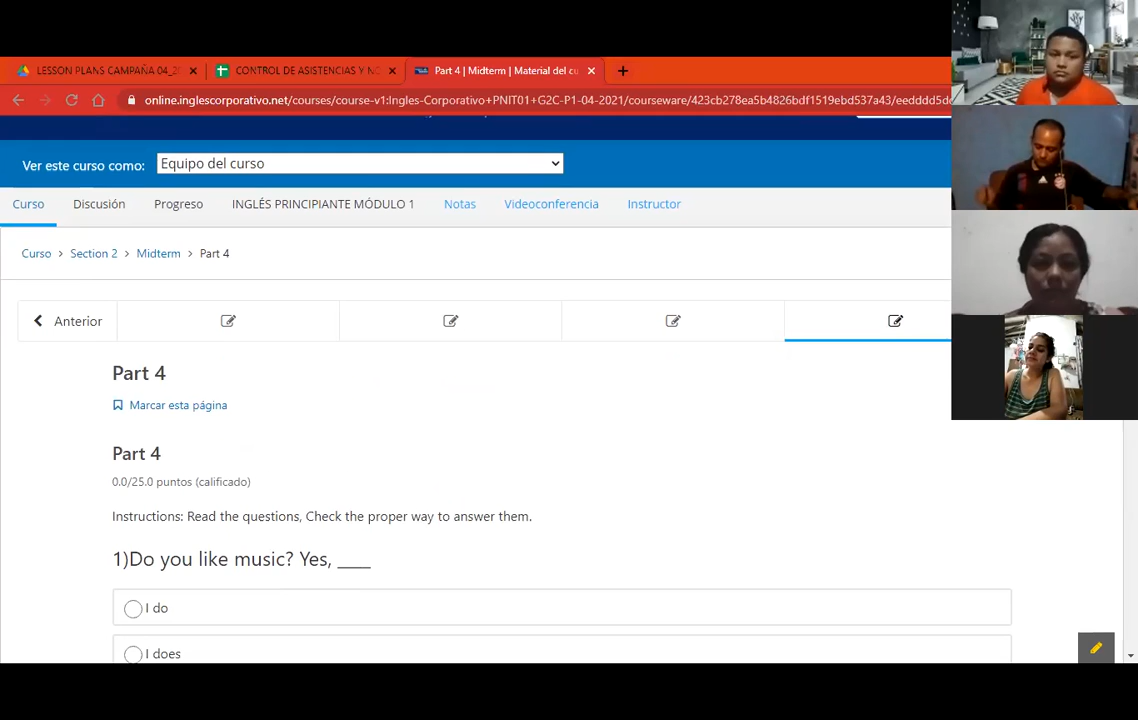 LESSON PLANS CAMPAÑA 04_2
CONTROL DE ASISTENCIAS Y NO
Part 4 | Midterm | Material del cu
online.inglescorporativo.net/courses/course-v1:Ingles-Corporativo+PNIT01+G2C-P1-04-2021/courseware/423cb278ea5b4826bdf1519ebd537a43/eedddd5d
Ver este curso como:
Equipo del curso
Curso
Discusión
Progreso
INGLÉS PRINCIPIANTE MÓDULO 1
Notas
Videoconferencia
Instructor
Curso > Section 2 > Midterm > Part 4
Anterior
Part 4
Marcar esta página
Part 4
0.0/25.0 puntos (calificado)
Instructions: Read the questions, Check the proper way to answer them.
1)Do you like music? Yes, ____
I do
I does